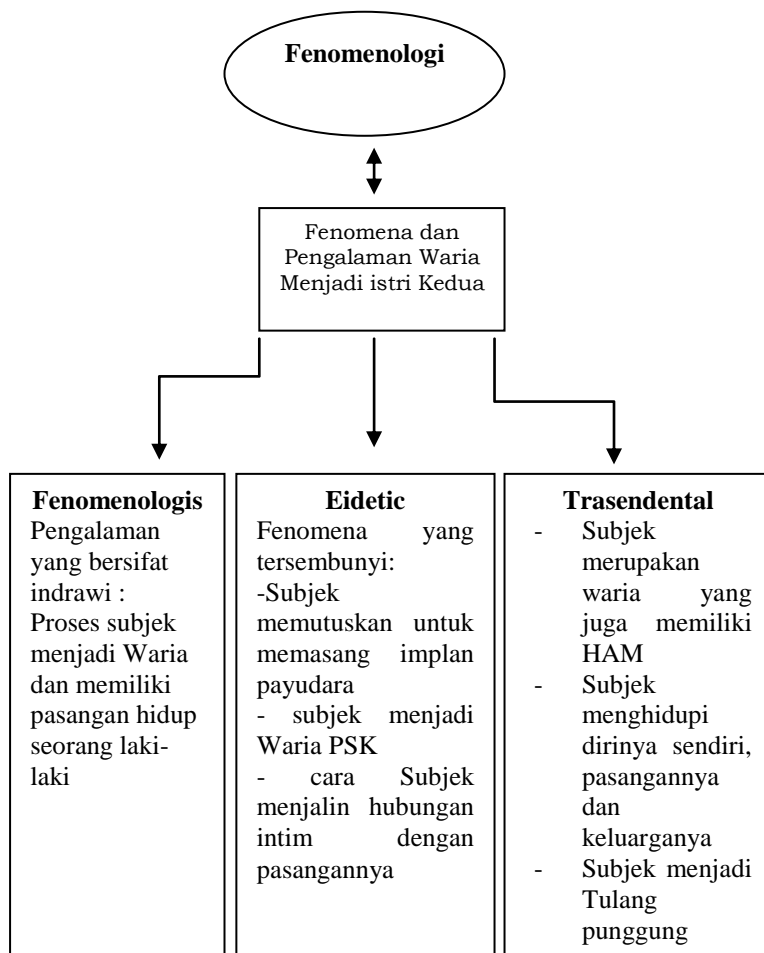 Fenomenologi
Fenomena dan
Pengalaman Waria
Menjadi istri Kedua
Fenomenologis
Pengalaman
yang bersifat
indrawi :
Proses subjek
menjadi Waria
dan memiliki
pasangan hidup
seorang laki-
laki
Eidetic
Fenomena yang
tersembunyi:
-Subjek
memutuskan untuk
memasang implan
payudara
- subjek menjadi
Waria PSK
- cara Subjek
menjalin hubungan
intim dengan
pasangannya
Trasendental
- Subjek
merupakan
waria yang
juga memiliki
HAM
- Subjek
menghidupi
dirinya sendiri,
pasangannya
dan
keluarganya
- Subjek menjadi
Tulang
punggung